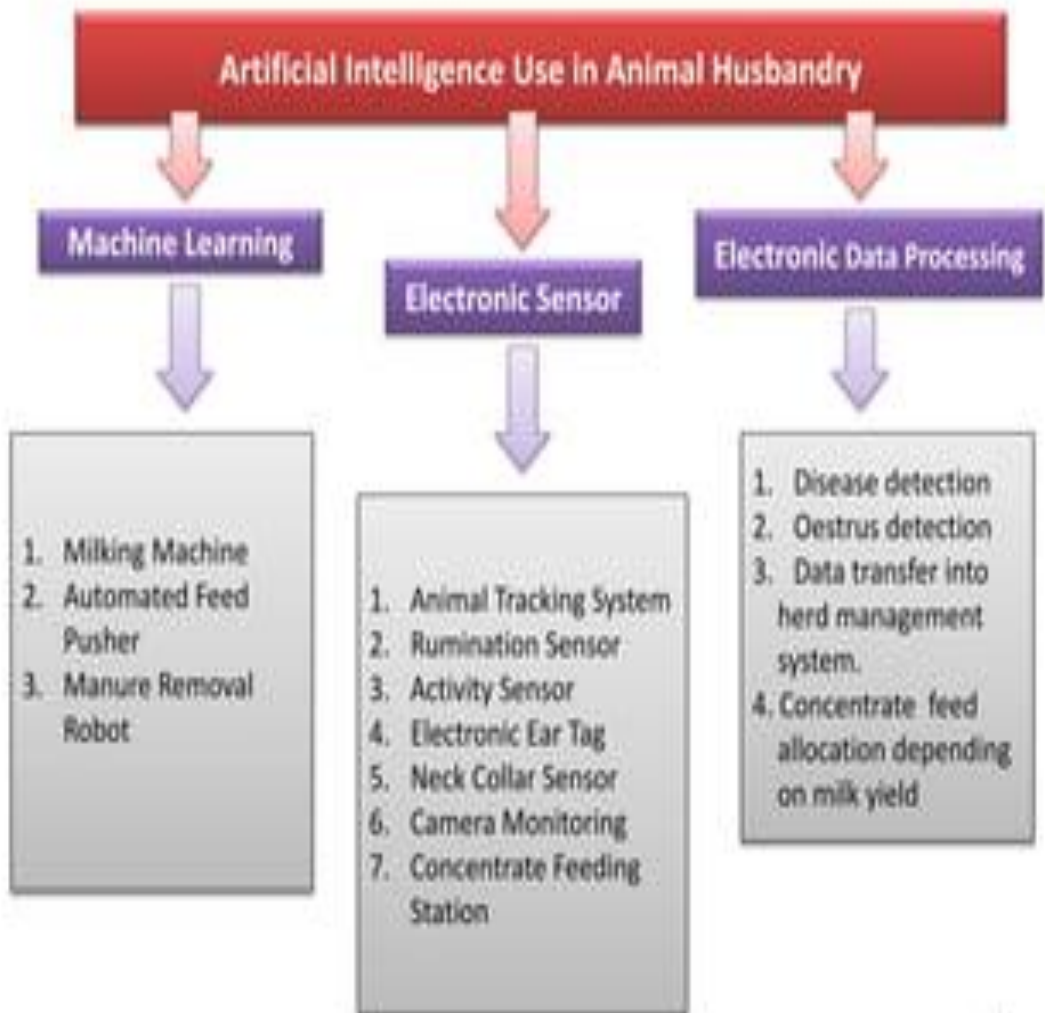 Artificial Intelligence Use in Animal Husbandry
Machine Learning
Electronic Sensor
Electronic Data Processing
1. Milking Machine
2. Automated Feed
Pusher
3. Manure Removal
Robot
1. Animal Tracking System
2. Rumination Sensor
3. Activity Sensor
4. Electronic Ear Tag
5. Neck Collar Sensor
6. Camera Monitoring
7. Concentrate Feeding
Station
1. Disease detection
2. Oestrus detection
3. Data transfer into
herd management
system.
4. Concentrate feed
allocation depending
on milk yield